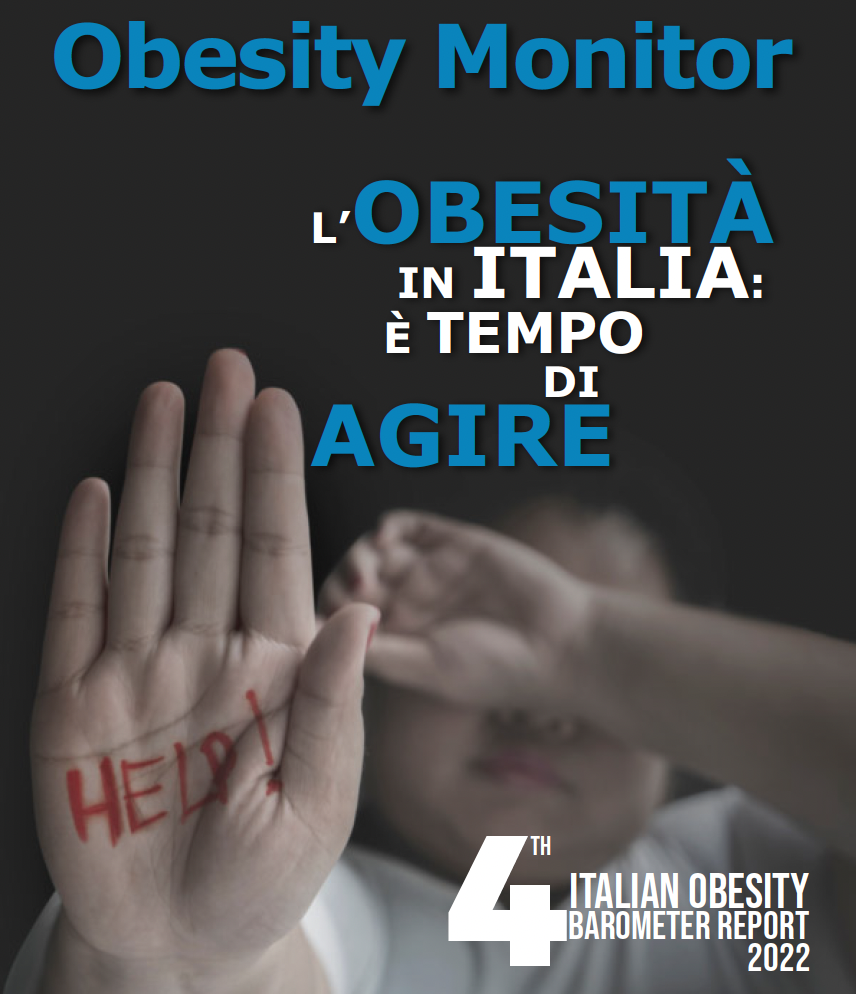 Obesity Monitor
L’OBESITÀ
IN ITALIA:
È TEMPO
DI
AGIRE
HELP!
4TH
ITALIAN OBESITY
BAROMETER REPORT
2022